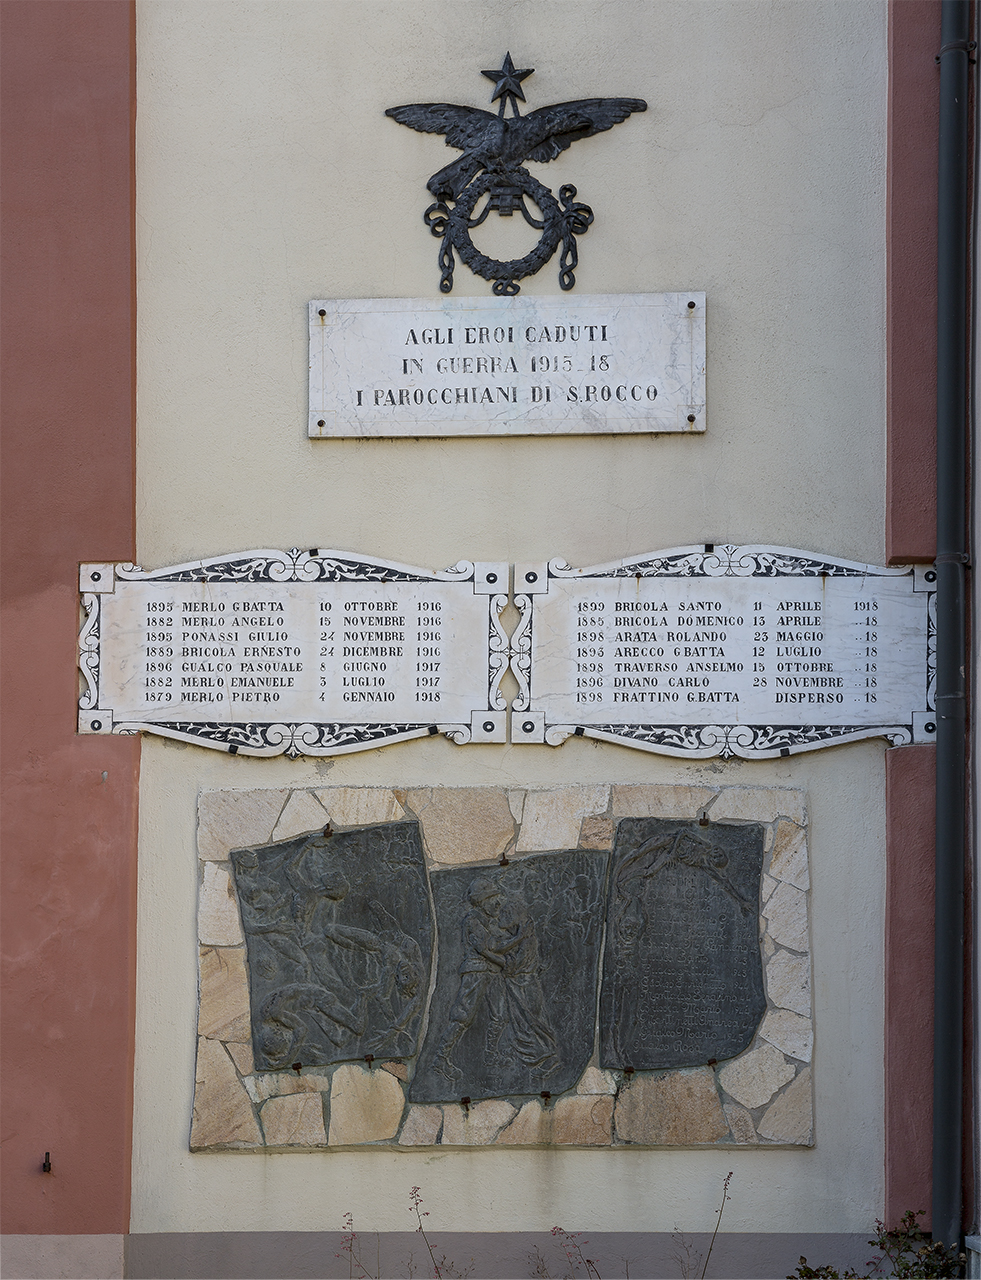 AGLI EROI CADUTI
IN GUERRA 1915-18
I PAROCCHIANI DI S.ROCCO
1895 MERLO G.BATTA 10 OTTOBRE 1916
1882 MERLO ANGELO 15 NOVEMBRE 1916
1895 PONASSI GIULIO 24 NOVEMBRE 1916
1889 BRICOLA ERNESTO 24 DICEMBRE 1916
1896 GUALCO PASQUALE 8 GIUGNO 1917
1882 MERLO EMANUELE 3 LUGLIO 1917
1879 MERLO PIETRO 4 GENNAIO 1918
1899 BRICOLA SANTO 11 APRILE 1918
1885 BRICOLA DOMENICO 13 APRILE ..18
1898 ARATA ROLANDO 23 MAGGIO ..18
1893 ARECCO G.BATTA 12 LUGLIO ..18
1898 TRAVERSO ANSELMO 15 OTTOBRE ..18
1896 DIVANO CARLO 28 NOVEMBRE ..18
1898 FRATTINO G.BATTA DISPERSO ..18